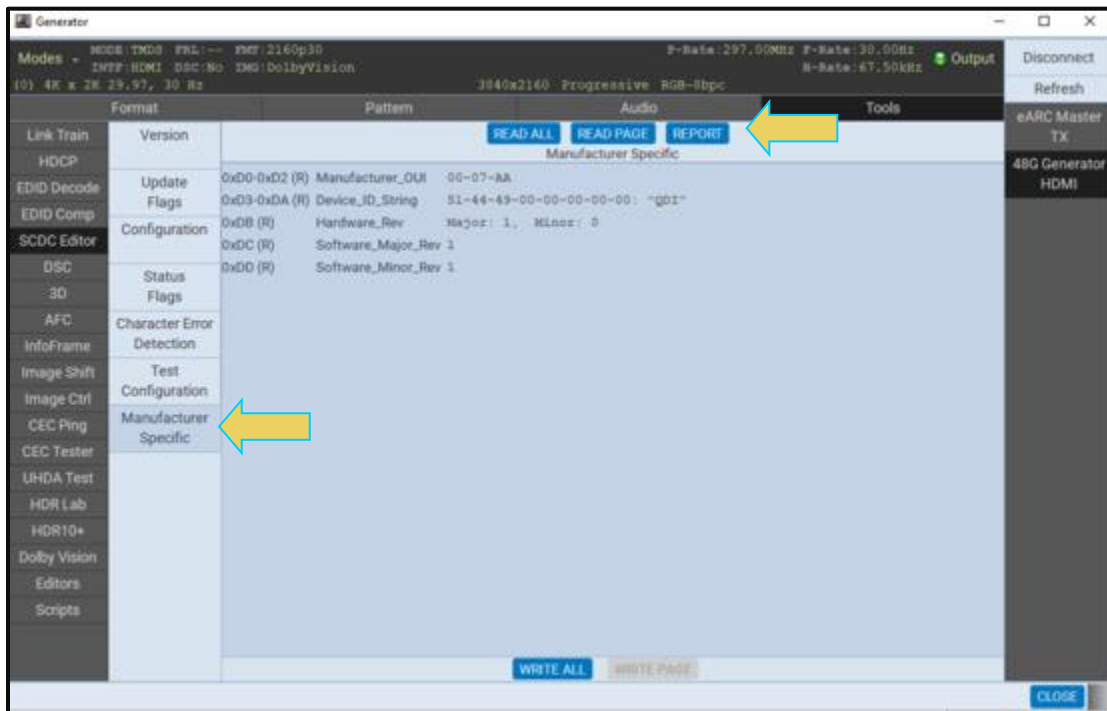 Generator
MODE:TMDS FRL:-- FMT:2160p30 P-Rate:297.00MHz F-Rate:30.00Hz
Modes INTF:HDMI DSC:No IMG:DolbyVision H-Rate:67.50kHz Output
(0) 4K x 2K 29.97, 30 Hz 3840x2160 Progressive RGB-8bpc
Disconnect
Refresh
eARC Master
TX
48G Generator
HDMI
Format Pattern Audio Tools
Link Train
HDCP
EDID Decode
EDID Comp
SCDC Editor
DSC
3D
AFC
InfoFrame
Image Shift
Image Ctrl
CEC Ping
CEC Tester
UHDA Test
HDR Lab
HDR10+
Dolby Vision
Editors
Scripts
Version
Update
Flags
Configuration
Status
Flags
Character Error
Detection
Test
Configuration
Manufacturer
Specific
READ ALL READ PAGE REPORT
Manufacturer Specific
0xD0-0xD2 (R) Manufacturer_OUI 00-07-AA
0xD3-0xDA (R) Device_ID_String 51-44-49-00-00-00-00-00: "QDI"
0xDB (R) Hardware_Rev Major: 1, Minor: 0
0xDC (R) Software_Major_Rev 1
0xDD (R) Software_Minor_Rev 1
WRITE ALL WRITE PAGE
CLOSE